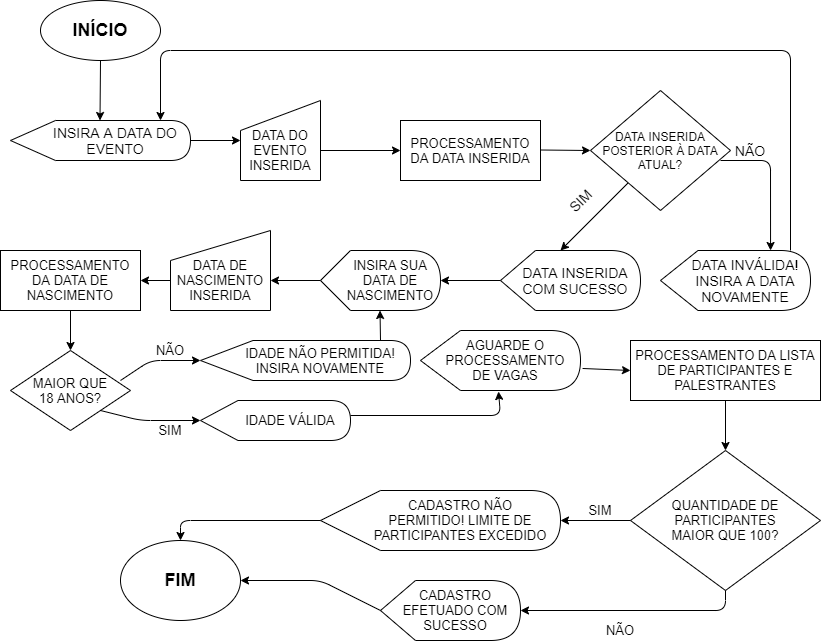 INÍCIO
INSIRA A DATA DO
EVENTO
DATA DO
EVENTO
INSERIDA
PROCESSAMENTO
DA DATA INSERIDA
DATA INSERIDA
POSTERIOR À DATA
ATUAL?
NÃO
SIM
DATA INVÁLIDA!
INSIRA A DATA
NOVAMENTE
DATA INSERIDA
COM SUCESSO
INSIRA SUA
DATA DE
NASCIMENTO
DATA DE
NASCIMENTO
INSERIDA
PROCESSAMENTO
DA DATA DE
NASCIMENTO
MAIOR QUE
18 ANOS?
NÃO
IDADE NÃO PERMITIDA!
INSIRA NOVAMENTE
SIM
IDADE VÁLIDA
AGUARDE O
PROCESSAMENTO
DE VAGAS
PROCESSAMENTO DA LISTA
DE PARTICIPANTES E
PALESTRANTES
QUANTIDADE DE
PARTICIPANTES
MAIOR QUE 100?
SIM
CADASTRO NÃO
PERMITIDO! LIMITE DE
PARTICIPANTES EXCEDIDO
NÃO
CADASTRO
EFETUADO COM
SUCESSO
FIM